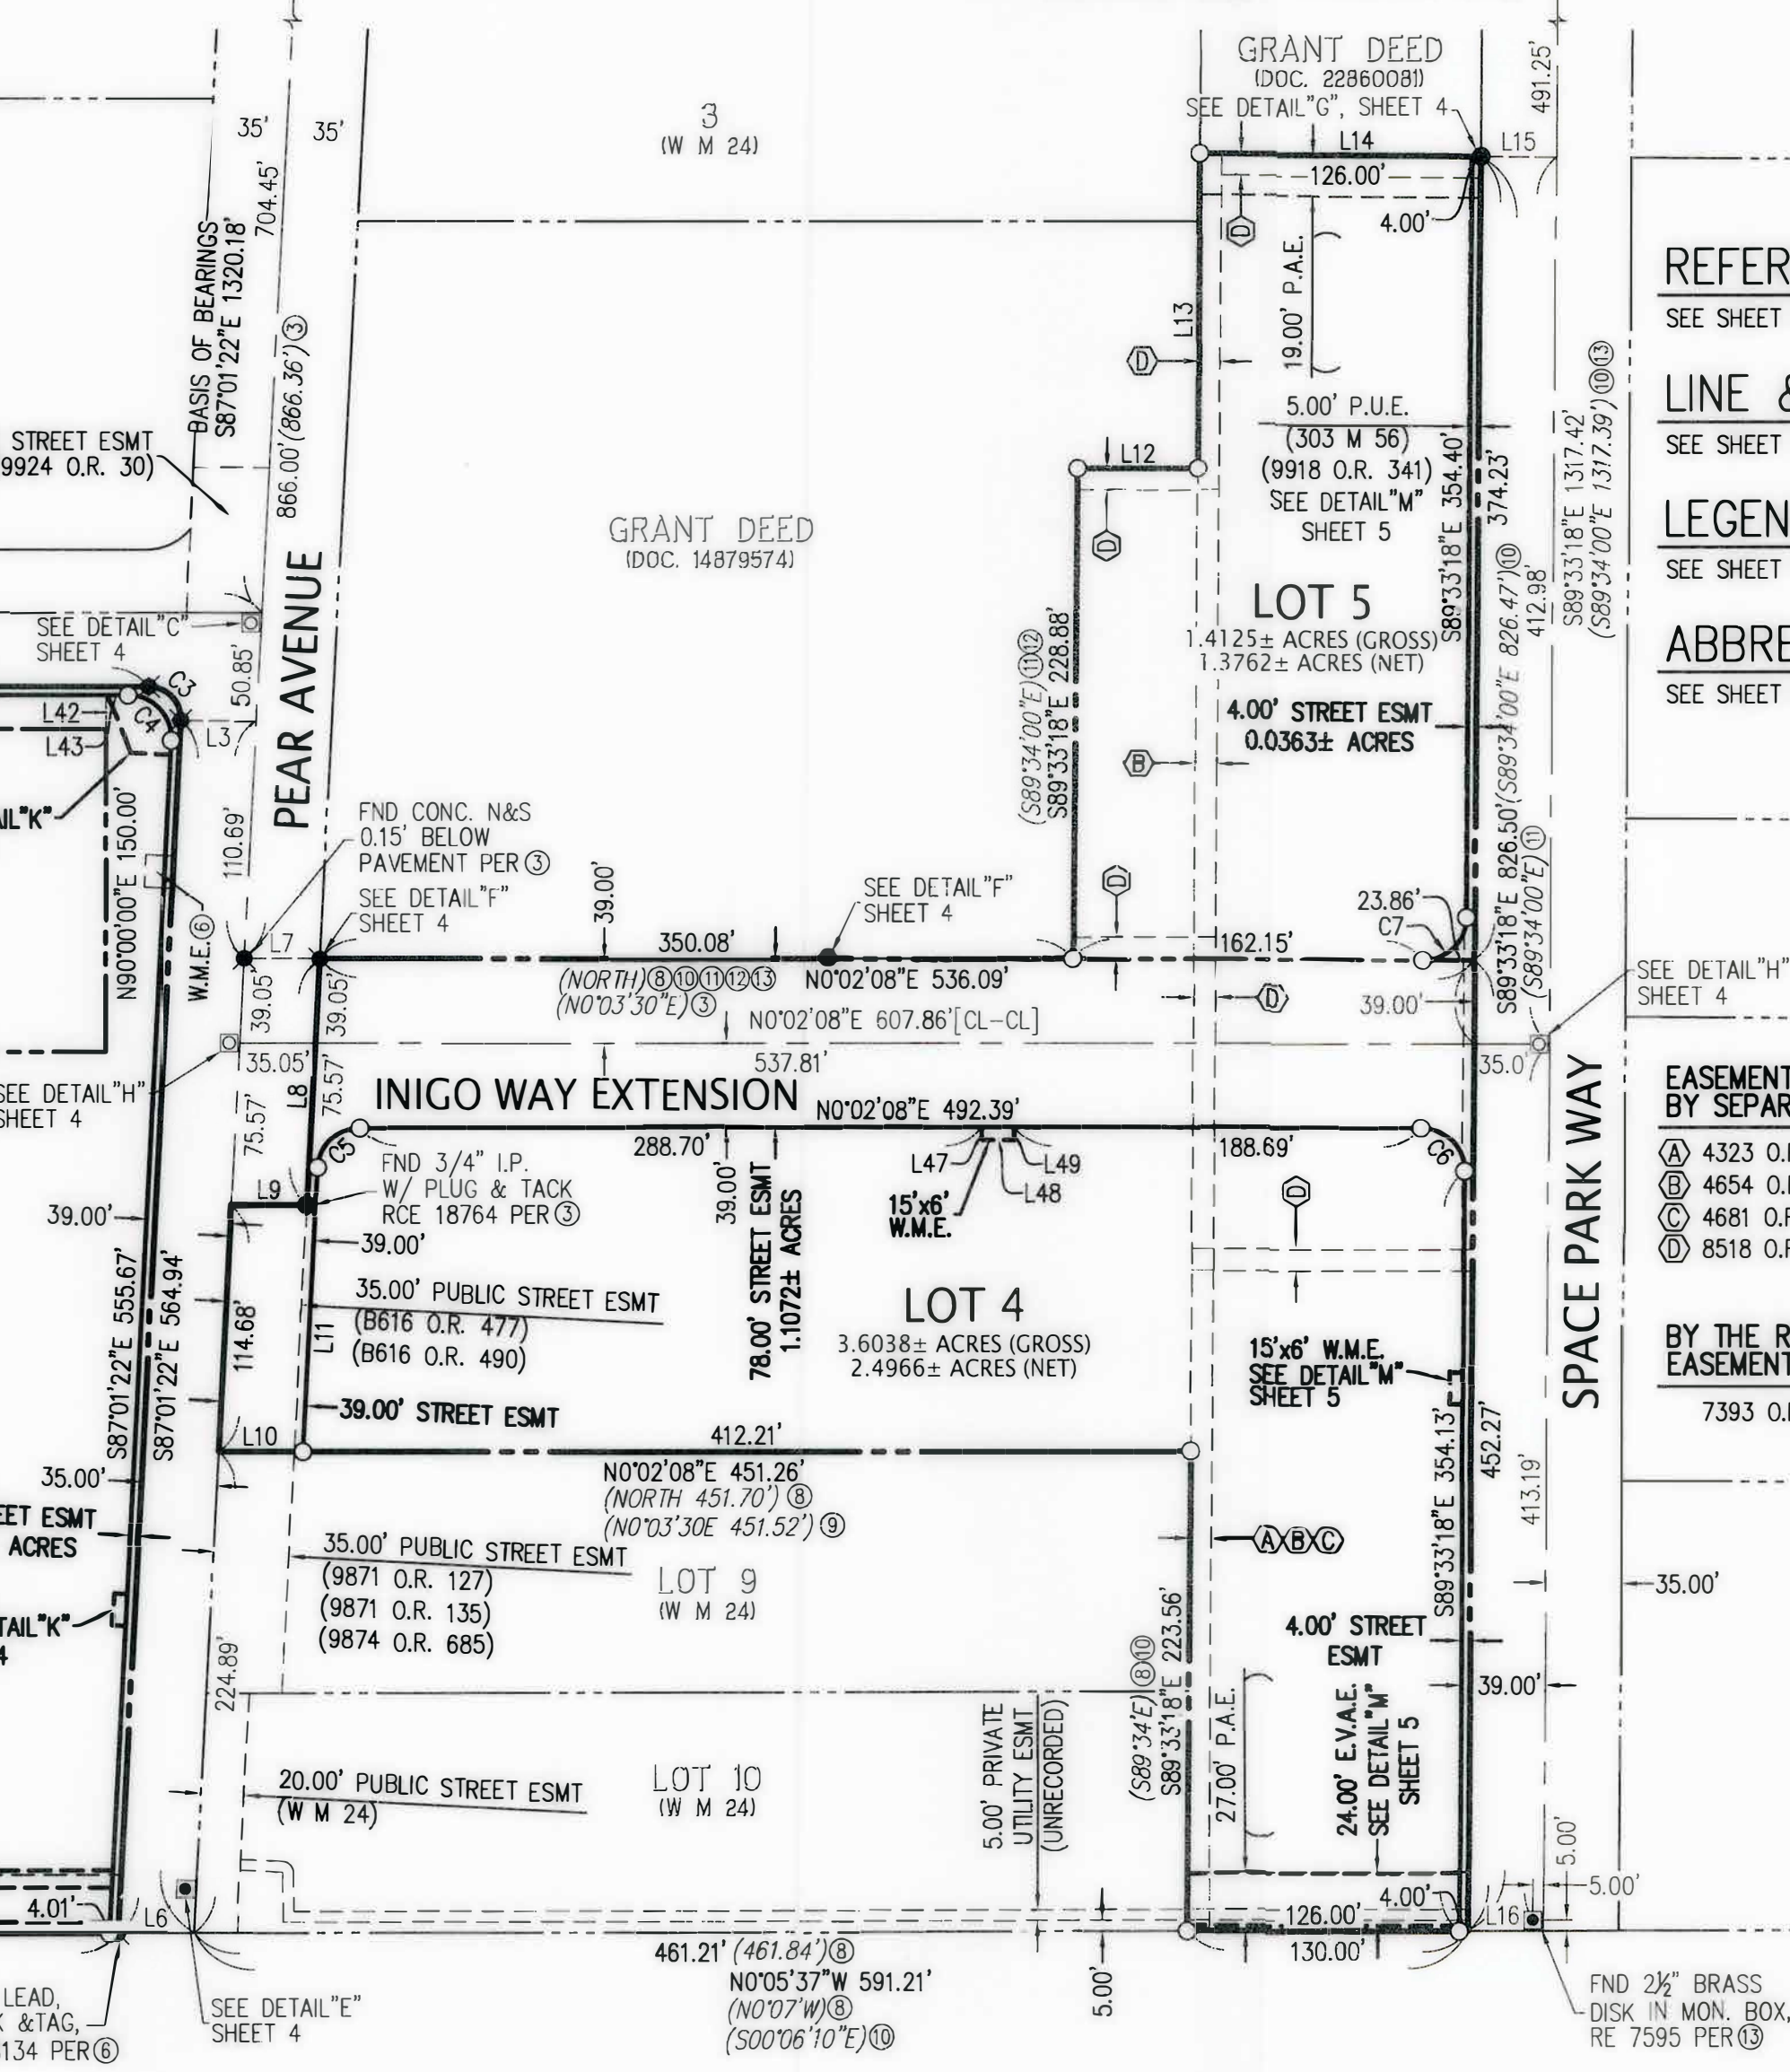 GRANT DEED
(DOC. 22860081)
SEE DETAIL"G", SHEET 4
491.25'
L14
L15
126.00'
4.00'
35'
35'
704.45'
3
(W M 24)
BASIS OF BEARINGS
S87°01'22"E 1320.18'
866.00'(866.36')③
STREET ESMT
9924 O.R. 30)
D
19.00' P.A.E.
L13
D
L12
D
5.00' P.U.E.
(303 M 56)
(9918 O.R. 341)
SEE DETAIL"M"
SHEET 5
S89°33'18"E 354.40'
374.23'
S89°33'18"E 1317.42'
(S89°34'00"E 1317.39')⑩⑬
412.98'
REFER
SEE SHEET
LINE &
SEE SHEET
LEGEN
SEE SHEET
ABBRE
SEE SHEET
GRANT DEED
(DOC. 14879574)
LOT 5
1.4125± ACRES (GROSS)
1.3762± ACRES (NET)
4.00' STREET ESMT
0.0363± ACRES
B
(S89°34'00"E)⑪⑫
S89°33'18"E 228.88'
SEE DETAIL"C"
SHEET 4
C3
C4
L42
L43
L3
50.85'
PEAR AVENUE
110.69'
AIL"K"
N90°00'00"E 150.00'
W.M.E.⑥
FND CONC. N&S
0.15' BELOW
PAVEMENT PER③
SEE DETAIL"F"
SHEET 4
39.00'
SEE DETAIL"F"
SHEET 4
D
23.86'
C7
S89°33'18"E 826.50'(S89°34'00"E 826.47')⑩
(S89°34'00"E)⑪
L7
350.08'
162.15'
(NORTH)⑧⑩⑪⑫⑬
N0°02'08"E 536.09'
(N0°03'30"E)③
D
39.00'
SEE DETAIL"H"
SHEET 4
39.05'
39.05'
N0°02'08"E 607.86'[CL-CL]
35.05'
537.81'
35.0'
SEE DETAIL"H"
SHEET 4
75.57'
L8
75.57'
INIGO WAY EXTENSION
N0°02'08"E 492.39'
C5
288.70'
188.69'
C6
L47
L49
L48
15'x6'
W.M.E.
39.00'
78.00' STREET ESMT
1.1072± ACRES
FND 3/4" I.P.
W/ PLUG & TACK
RCE 18764 PER③
L9
39.00'
39.00'
D
SPACE PARK WAY
EASEMENT
BY SEPAR
A 4323 O.
B 4654 O.
C 4681 O.
D 8518 O.
BY THE R
EASEMENT
7393 O.
S87°01'22"E 555.67'
S87°01'22"E 564.94'
114.68'
L11
35.00' PUBLIC STREET ESMT
(B616 O.R. 477)
(B616 O.R. 490)
39.00' STREET ESMT
LOT 4
3.6038± ACRES (GROSS)
2.4966± ACRES (NET)
15'x6' W.M.E.
SEE DETAIL"M"
SHEET 5
L10
412.21'
N0°02'08"E 451.26'
(NORTH 451.70')⑧
(N0°03'30E 451.52')⑨
35.00'
EET ESMT
ACRES
S89°33'18"E 354.13'
452.27'
413.19'
A B C
35.00'
35.00' PUBLIC STREET ESMT
(9871 O.R. 127)
(9871 O.R. 135)
(9874 O.R. 685)
LOT 9
(W M 24)
TAIL"K"
4
224.89'
(S89°34'E)⑧⑩
S89°33'18"E 223.56'
4.00' STREET
ESMT
39.00'
27.00' P.A.E.
24.00' E.V.A.E.
SEE DETAIL"M"
SHEET 5
5.00' PRIVATE
UTILITY ESMT
(UNRECORDED)
20.00' PUBLIC STREET ESMT
(W M 24)
LOT 10
(W M 24)
5.00'
5.00'
4.01'
L6
4.00'
126.00'
L16
130.00'
461.21' (461.84')⑧
N0°05'37"W 591.21'
(N0°07'W)⑧
(S00°06'10"E)⑩
5.00'
LEAD,
&TAG,
134 PER⑥
SEE DETAIL"E"
SHEET 4
FND 2½" BRASS
DISK IN MON. BOX,
RE 7595 PER⑬